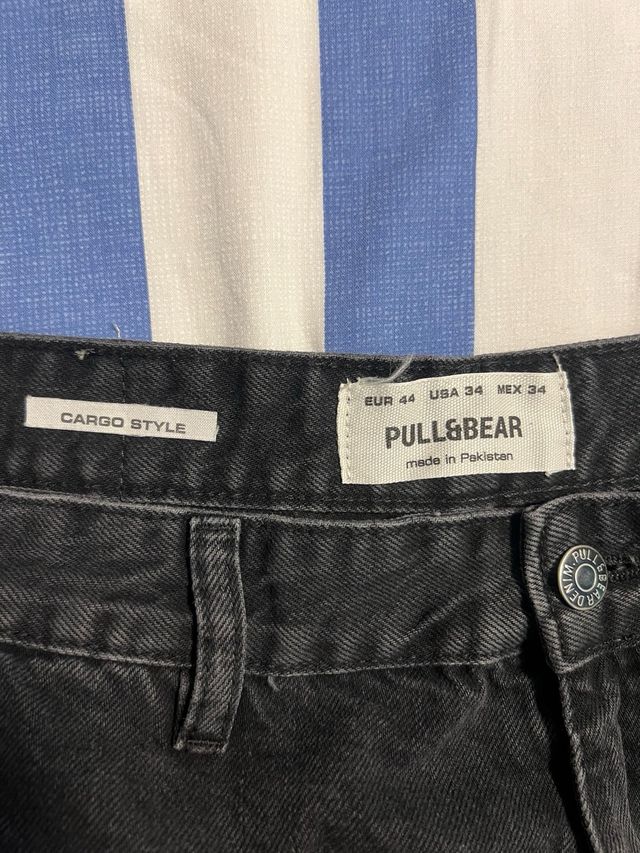 CARGO STYLE
EUR 44 USA 34 MEX 34
PULL&BEAR
made in Pakistan
PULL&BEAR DENIM.